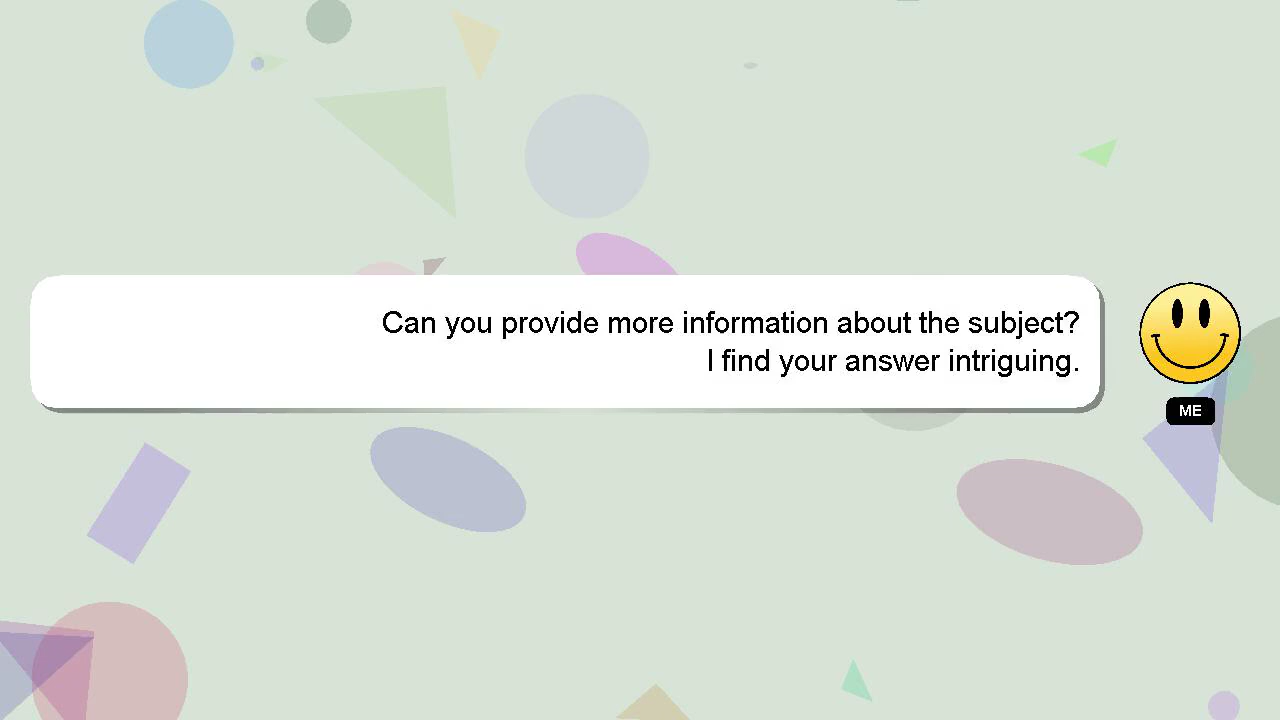 Can you provide more information about the subject?
I find your answer intriguing.
ME